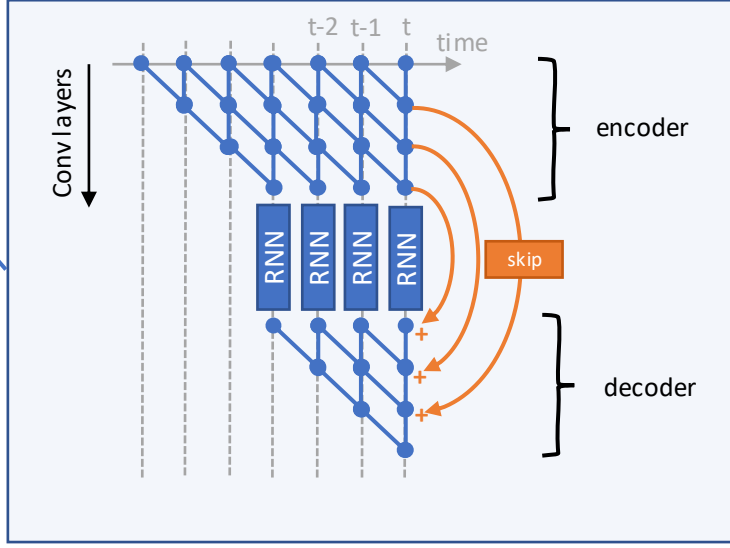 t-2 t-1 t
time
Conv layers
encoder
RNN RNN RNN RNN
skip
+
+
+
decoder